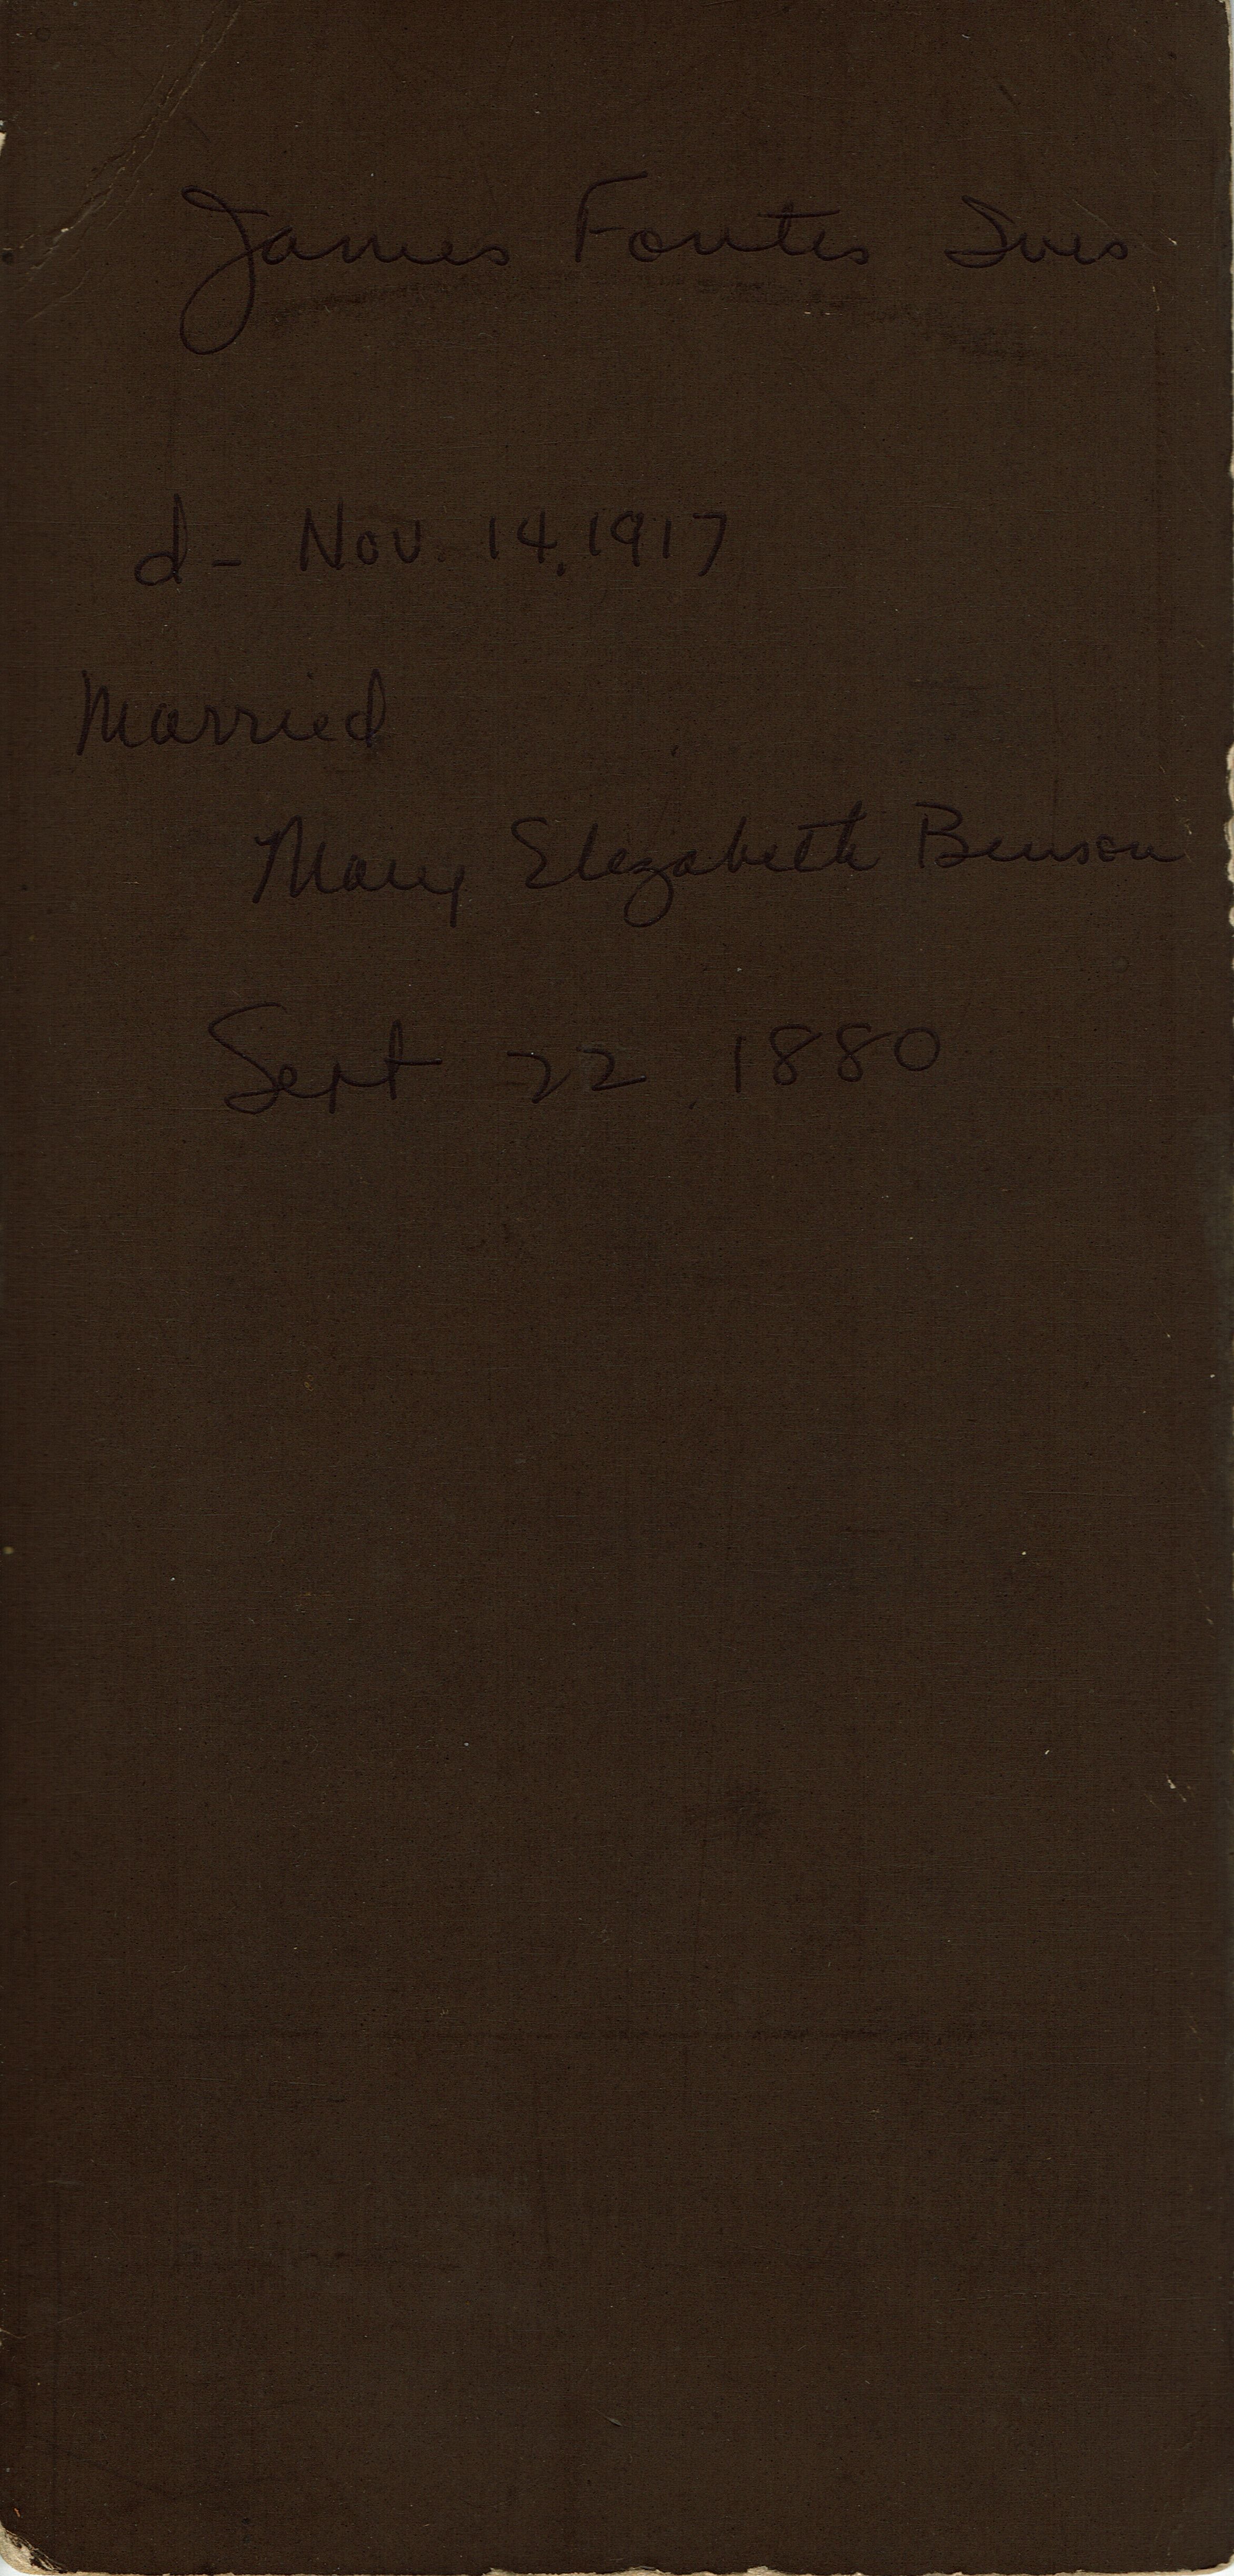 James Fontes Ives
d- Nov. 14, 1917
Married
Mary Elizabeth Benson
Sept 22, 1880